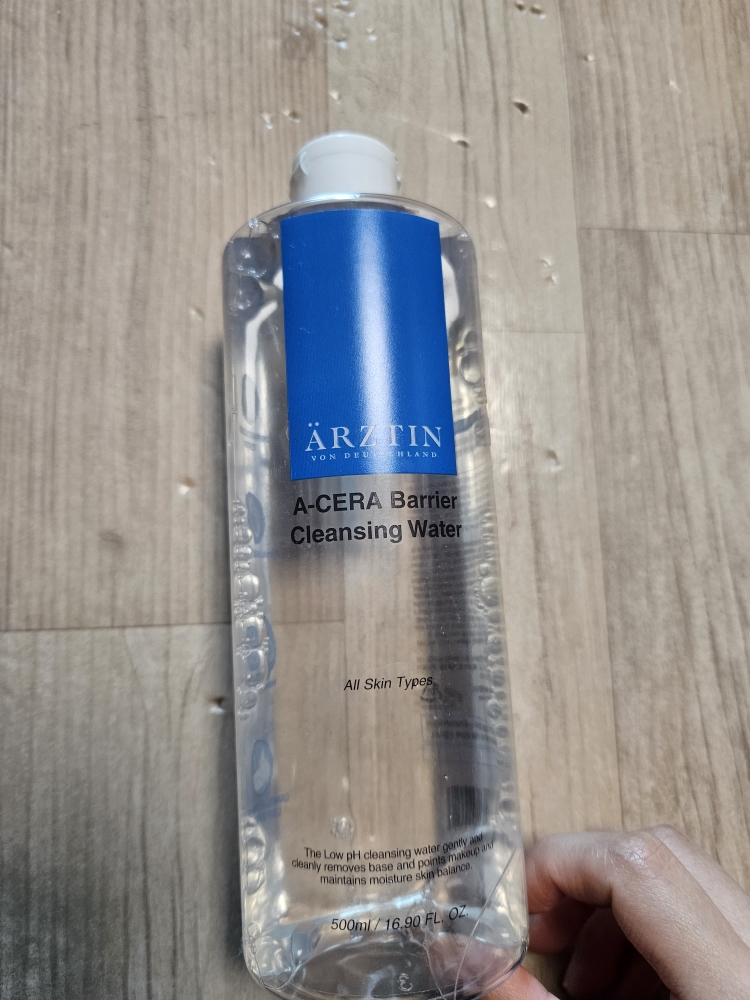 ÄRZTIN
VON DEUTSCHLAND
A-CERA Barrier
Cleansing Water
All Skin Types
The Low pH cleansing water gently and
cleanly removes base and points makeup and
maintains moisture skin balance.
500ml / 16.90 FL. OZ.